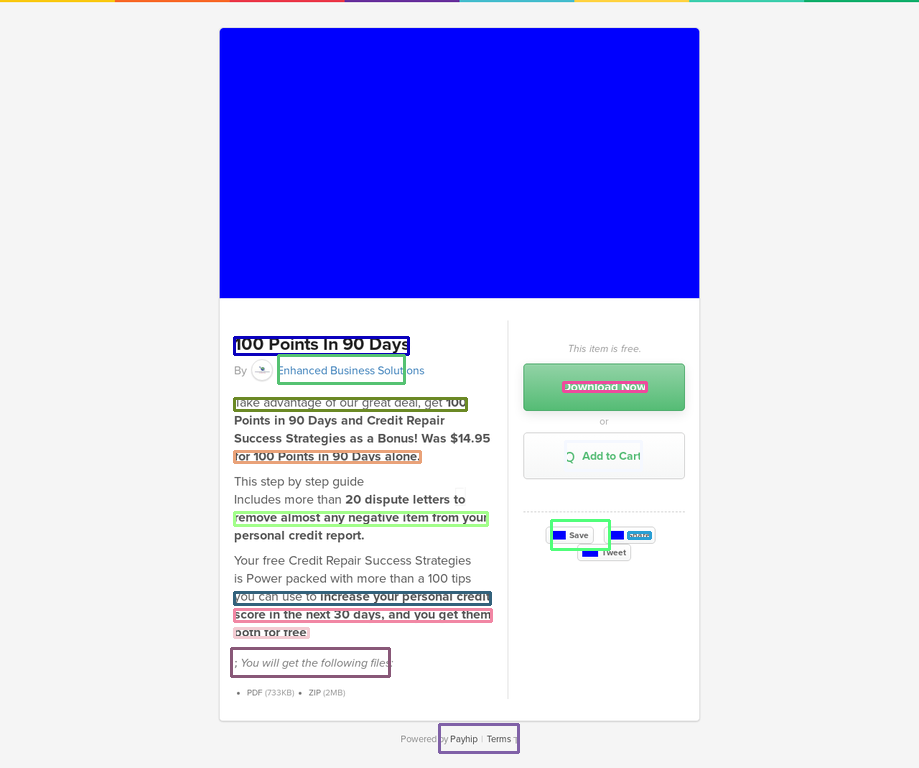 100 Points In 90 Days
By Enhanced Business Solutions
Take advantage of our great deal, get 100
Points in 90 Days and Credit Repair
Success Strategies as a Bonus! Was $14.95
for 100 Points in 90 Days alone.
This step by step guide
Includes more than 20 dispute letters to
remove almost any negative item from your
personal credit report.
Your free Credit Repair Success Strategies
is Power packed with more than a 100 tips
you can use to increase your personal credit
score in the next 30 days, and you get them
both for free
; You will get the following files:
• PDF (733KB) • ZIP (2MB)
This item is free.
Download Now
or
Add to Cart
Save
Share
Tweet
Powered by Payhip | Terms